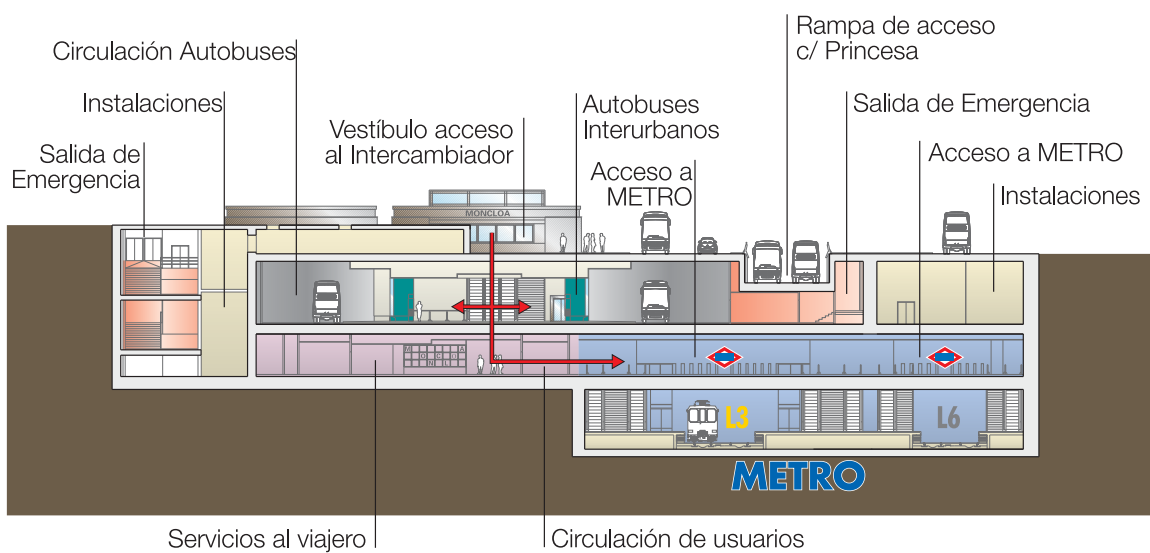 Circulación Autobuses
Instalaciones
Salida de
Emergencia
Vestíbulo acceso
al Intercambiador
Autobuses
Interurbanos
Acceso a
METRO
Rampa de acceso
c/ Princesa
Salida de Emergencia
Acceso a METRO
Instalaciones
MONCLOA
L3
L6
METRO
Servicios al viajero
Circulación de usuarios